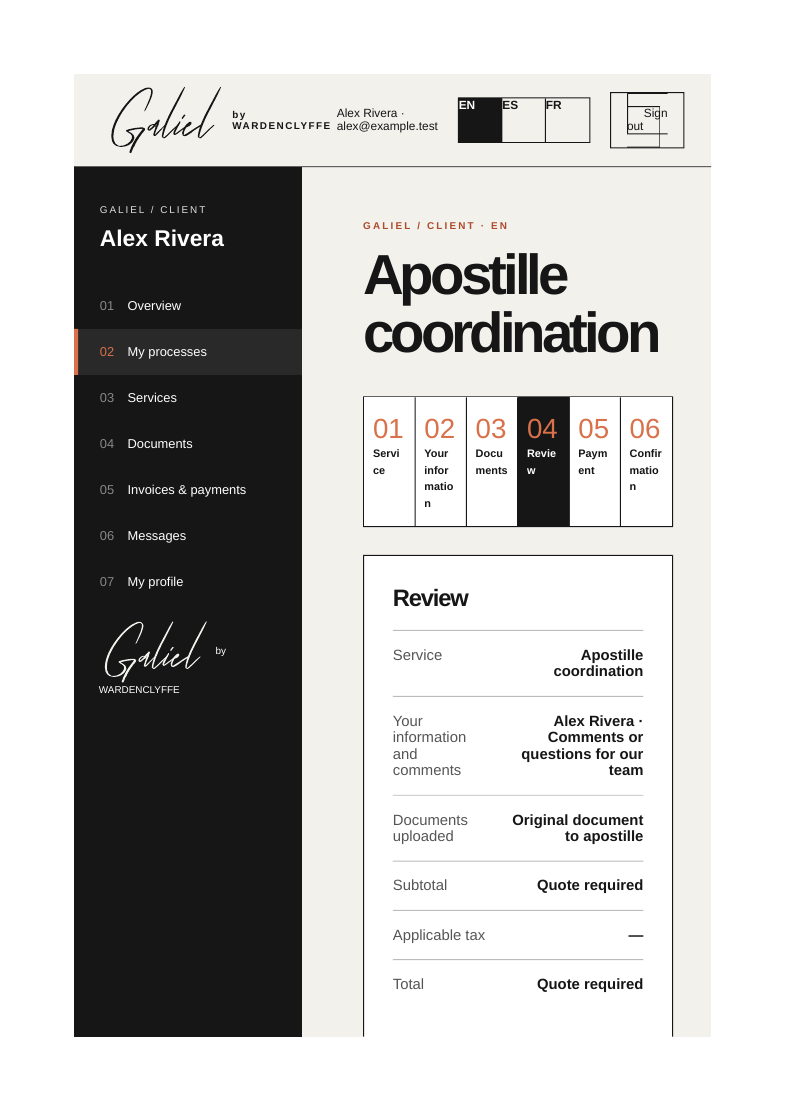 Galiel by
WARDENCLYFFE
Alex Rivera ·
alex@example.test
EN ES FR
Sign
out
GALIEL / CLIENT
Alex Rivera
01 Overview
02 My processes
03 Services
04 Documents
05 Invoices & payments
06 Messages
07 My profile
Galiel by
WARDENCLYFFE
GALIEL / CLIENT · EN
Apostille
coordination
01
Servi
ce
02
Your
infor
matio
n
03
Docu
ments
04
Revie
w
05
Paym
ent
06
Confir
matio
n
Review
Service
Apostille
coordination
Your
information
and
comments
Alex Rivera ·
Comments or
questions for our
team
Documents
uploaded
Original document
to apostille
Subtotal
Quote required
Applicable tax
—
Total
Quote required